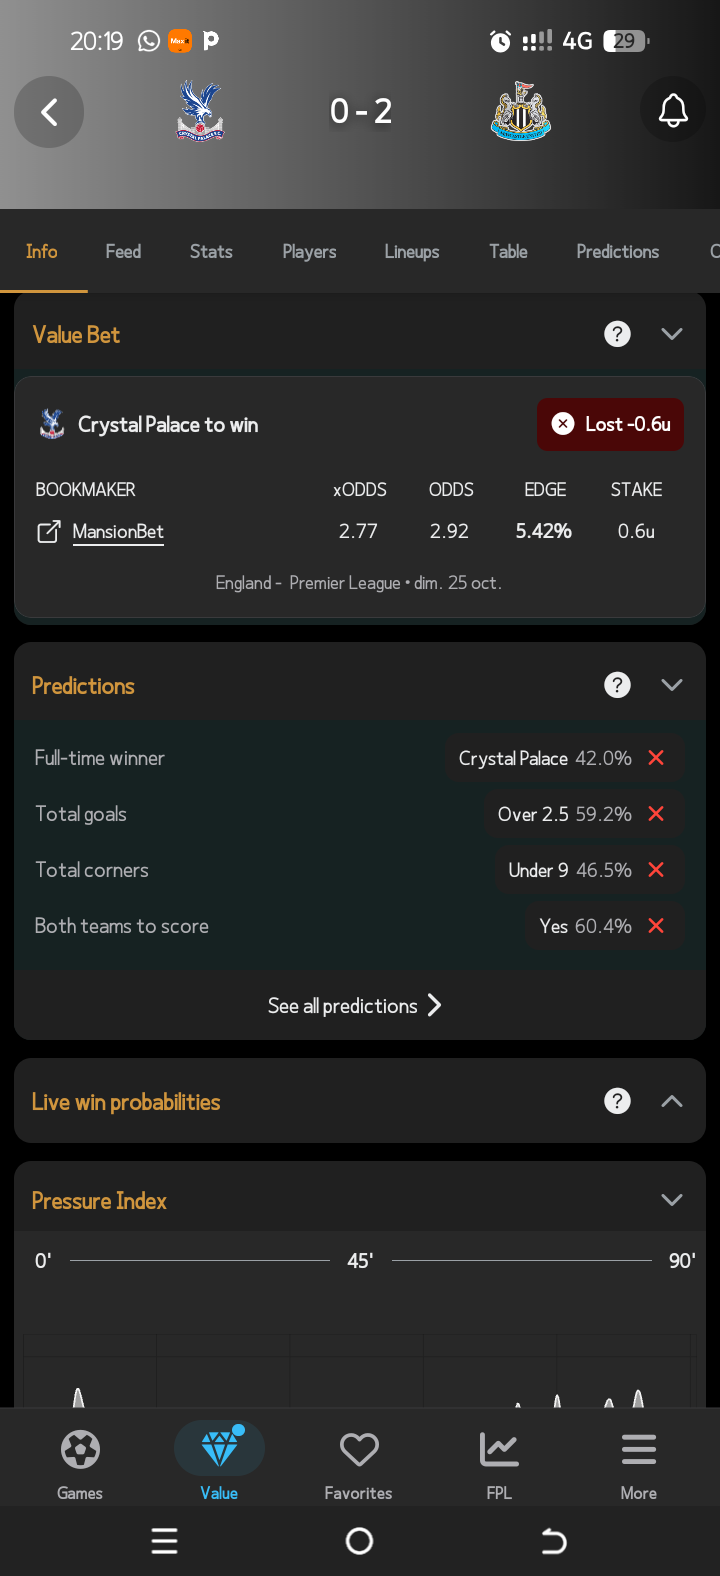 20:19
4G
29
0 - 2
Info Feed Stats Players Lineups Table Predictions
Value Bet ?
Crystal Palace to win Lost -0.6u
BOOKMAKER xODDS ODDS EDGE STAKE
MansionBet 2.77 2.92 5.42% 0.6u
England - Premier League • dim. 25 oct.
Predictions ?
Full-time winner Crystal Palace 42.0%
Total goals Over 2.5 59.2%
Total corners Under 9 46.5%
Both teams to score Yes 60.4%
See all predictions
Live win probabilities ?
Pressure Index
0' 45' 90'
Games Value Favorites FPL More